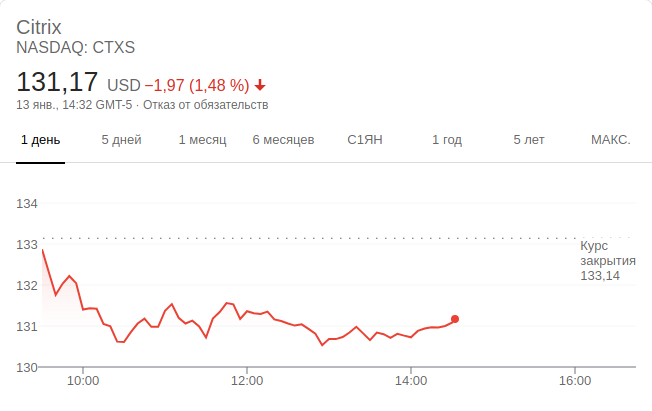 Citrix
NASDAQ: CTXS
131,17 USD −1,97 (1,48 %)
13 янв., 14:32 GMT-5 · Отказ от обязательств
1 день 5 дней 1 месяц 6 месяцев С1ЯН 1 год 5 лет МАКС.
134
133
132
131
130
Курс
закрытия
133,14
10:00 12:00 14:00 16:00